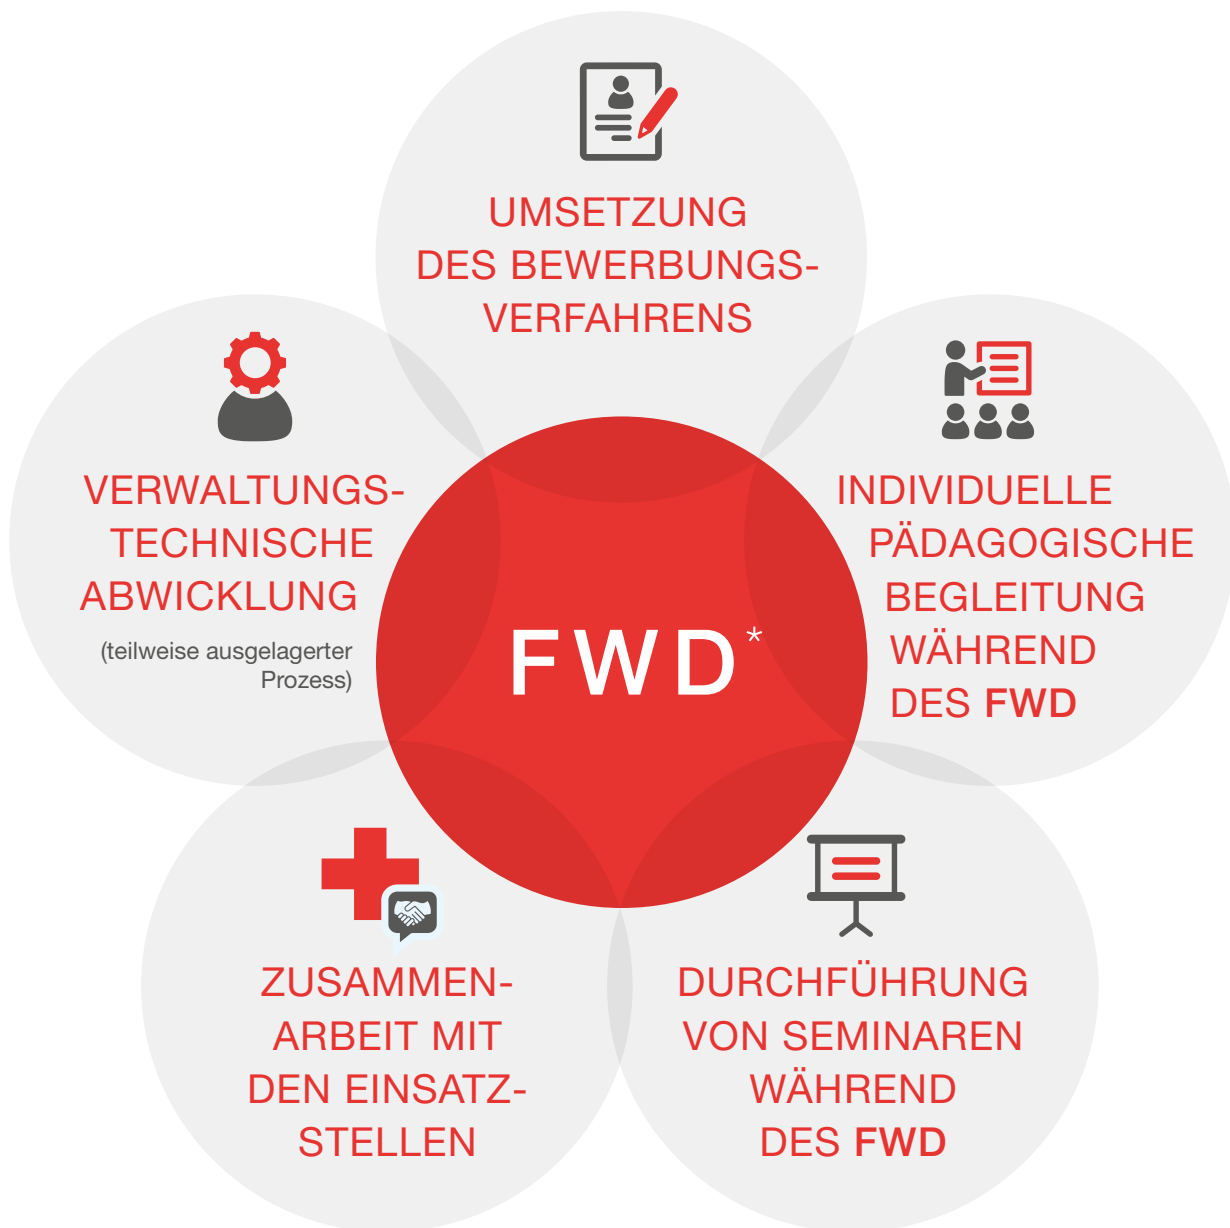 UMSETZUNG
DES BEWERBUNGS-
VERFAHRENS
VERWALTUNGS-
TECHNISCHE
ABWICKLUNG
(teilweise ausgelagerter
Prozess)
FWD*
INDIVIDUELLE
PÄDAGOGISCHE
BEGLEITUNG
WÄHREND
DES FWD
ZUSAMMEN-
ARBEIT MIT
DEN EINSATZ-
STELLEN
DURCHFÜHRUNG
VON SEMINAREN
WÄHREND
DES FWD